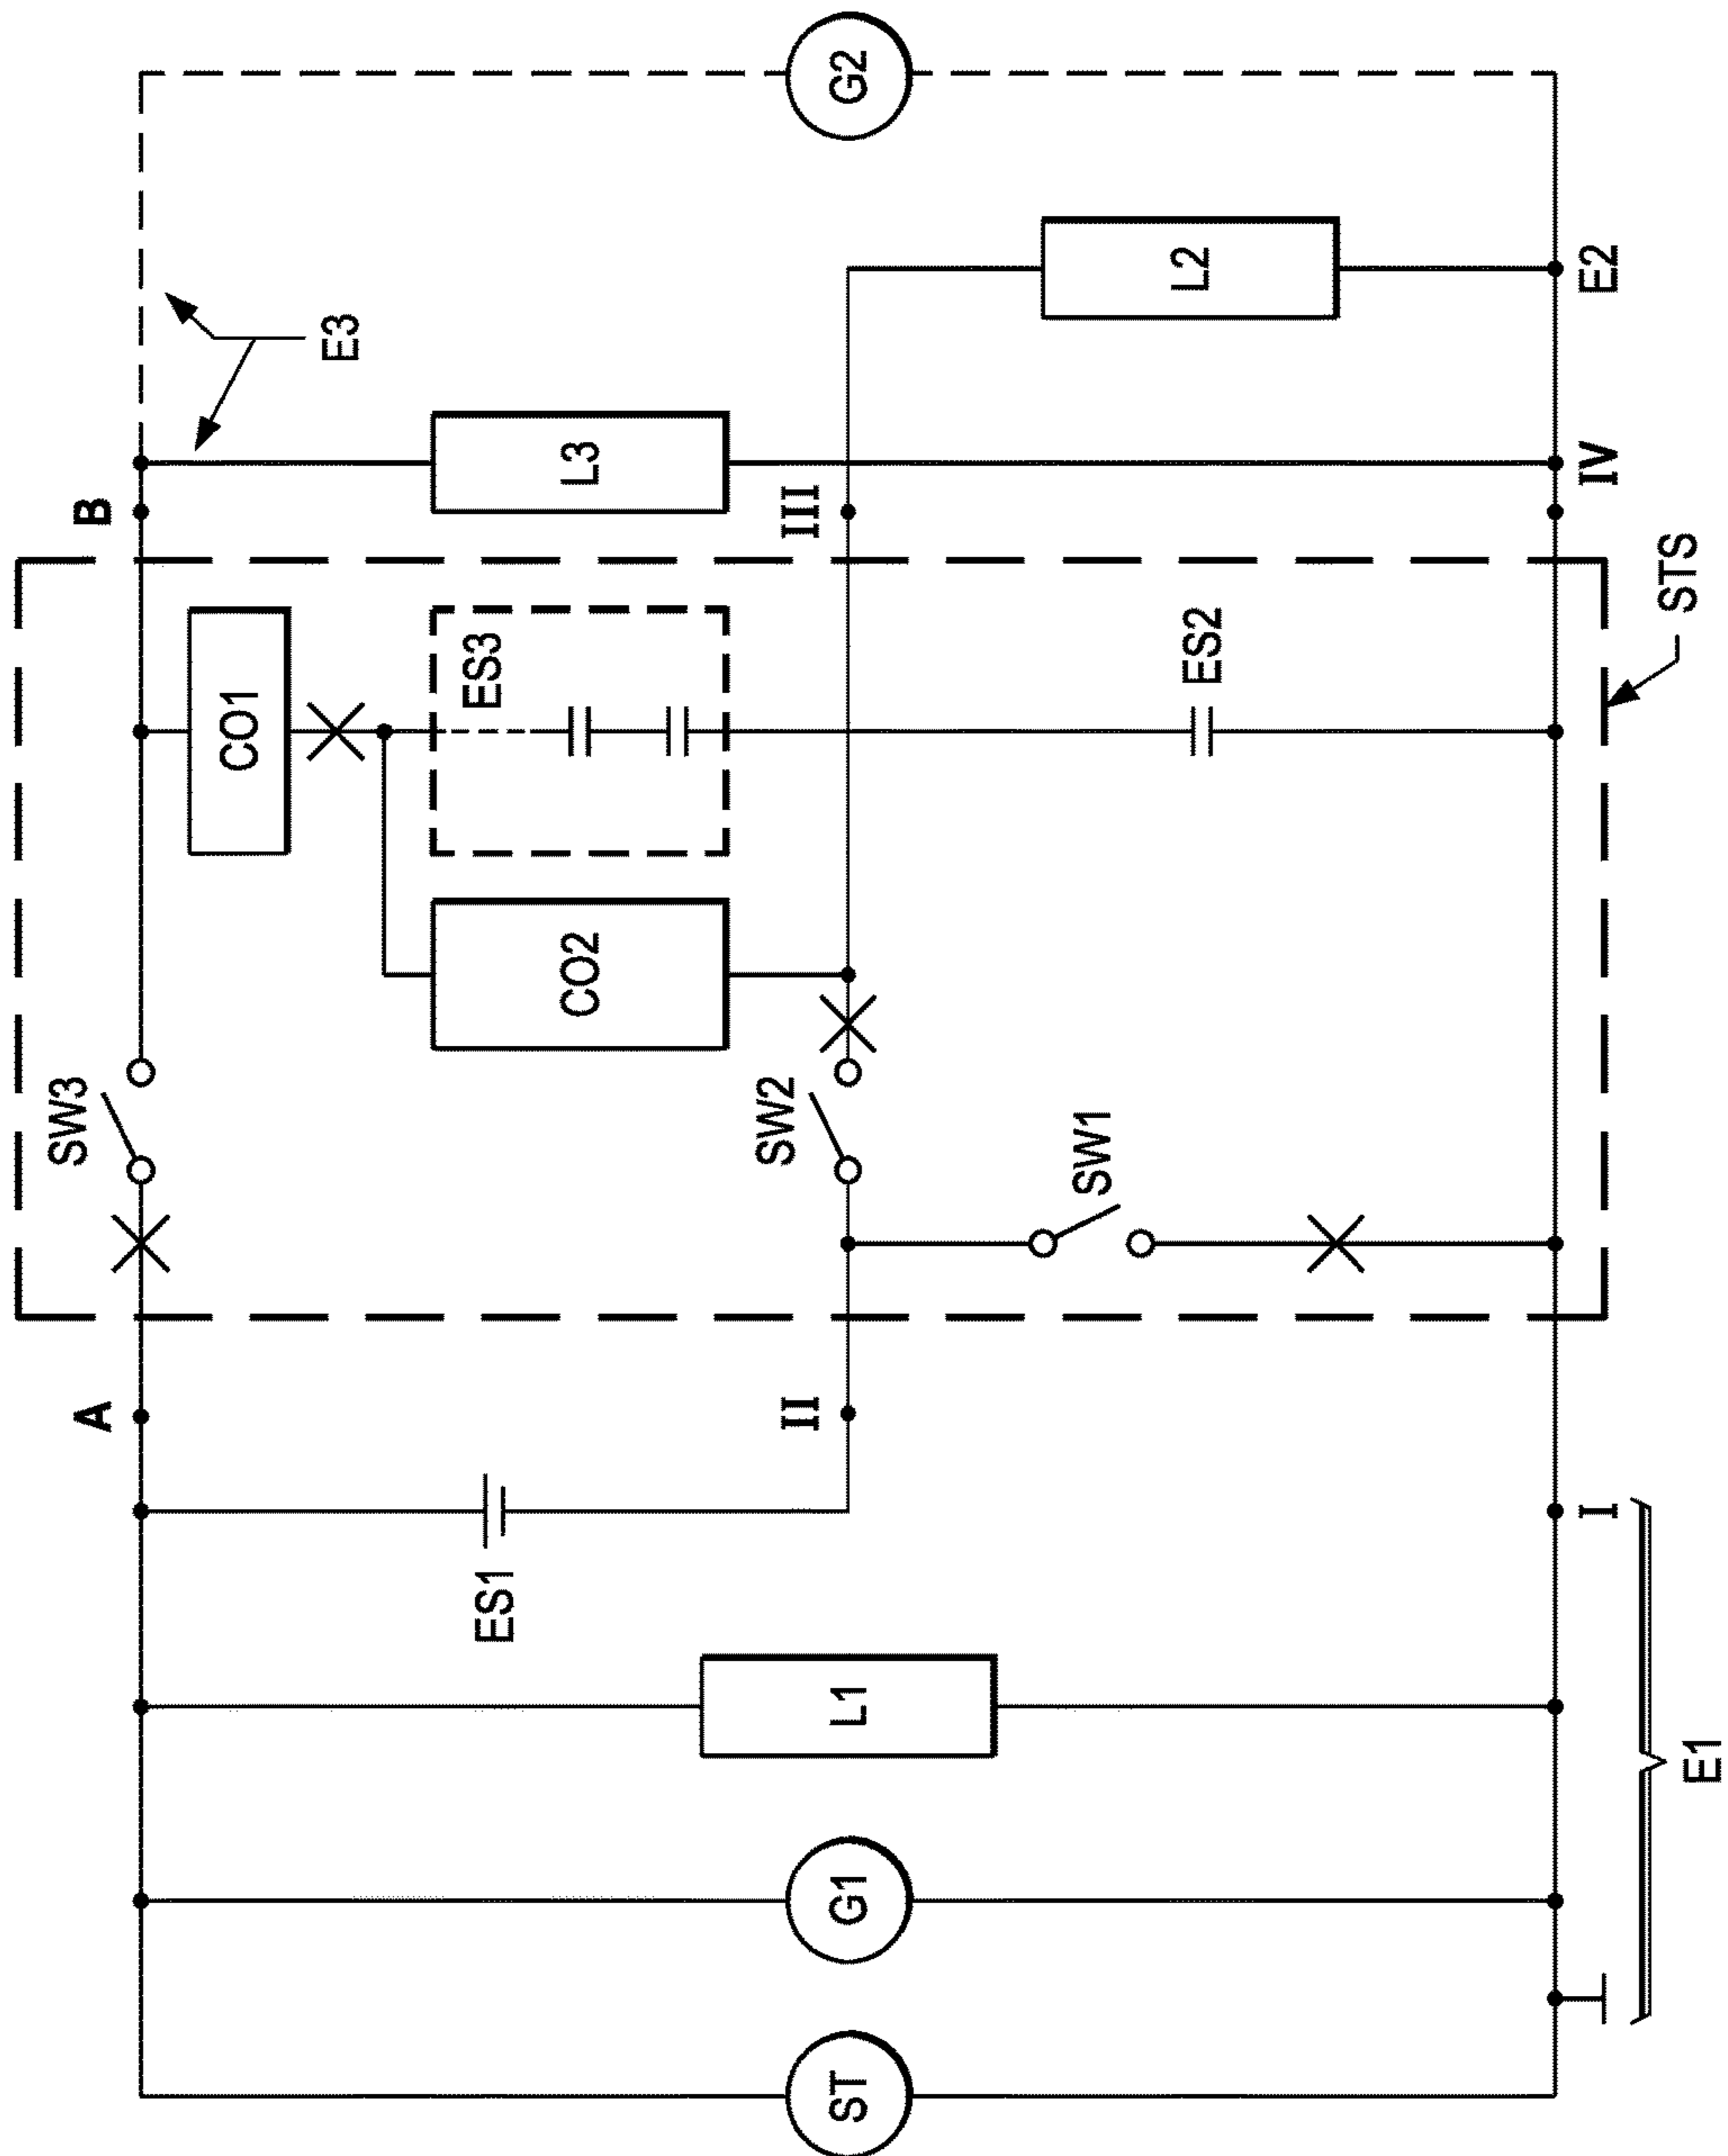 G2
L2
E2
E3
L3
B
III
IV
STS
CO1
ES3
ES2
CO2
SW3
SW2
SW1
A
II
I
ES1
L1
E1
G1
ST